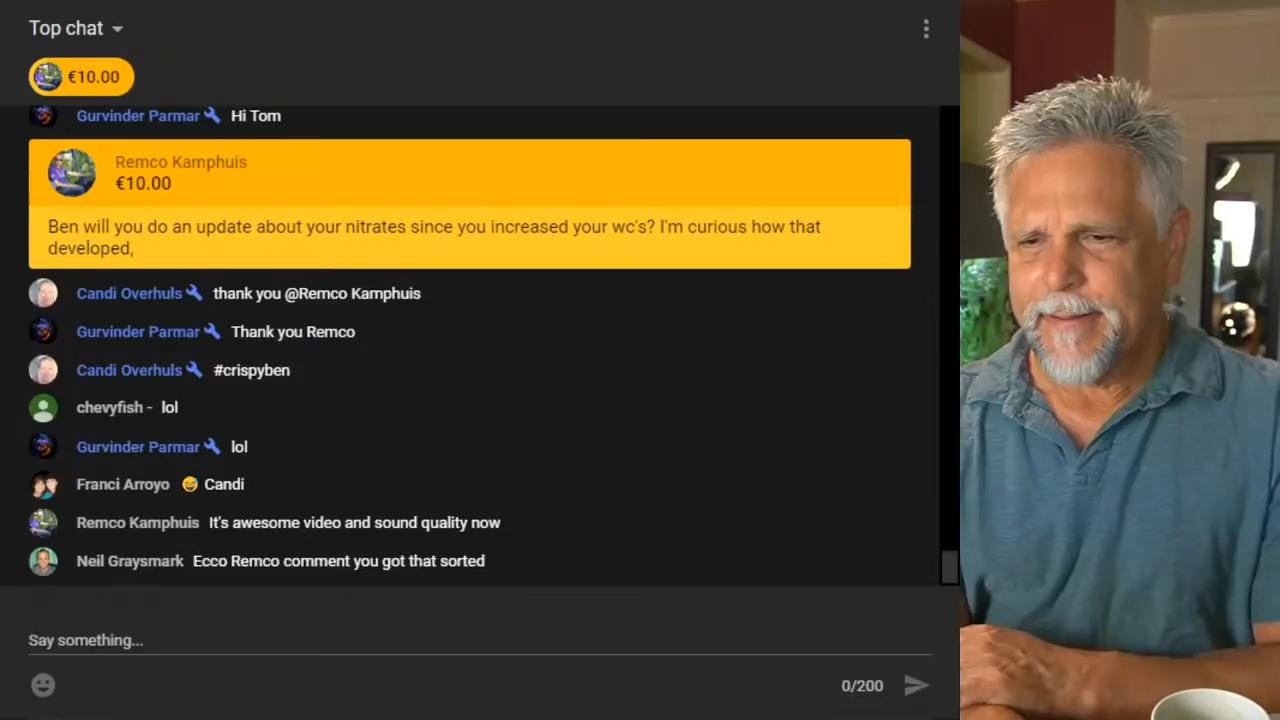 Top chat
€10.00
Gurvinder Parmar Hi Tom
Remco Kamphuis
€10.00
Ben will you do an update about your nitrates since you increased your wc's? I'm curious how that
developed,
Candi Overhuls thank you @Remco Kamphuis
Gurvinder Parmar Thank you Remco
Candi Overhuls #crispyben
chevyfish - lol
Gurvinder Parmar lol
Franci Arroyo 😅 Candi
Remco Kamphuis It's awesome video and sound quality now
Neil Graysmark Ecco Remco comment you got that sorted
Say something...
0/200